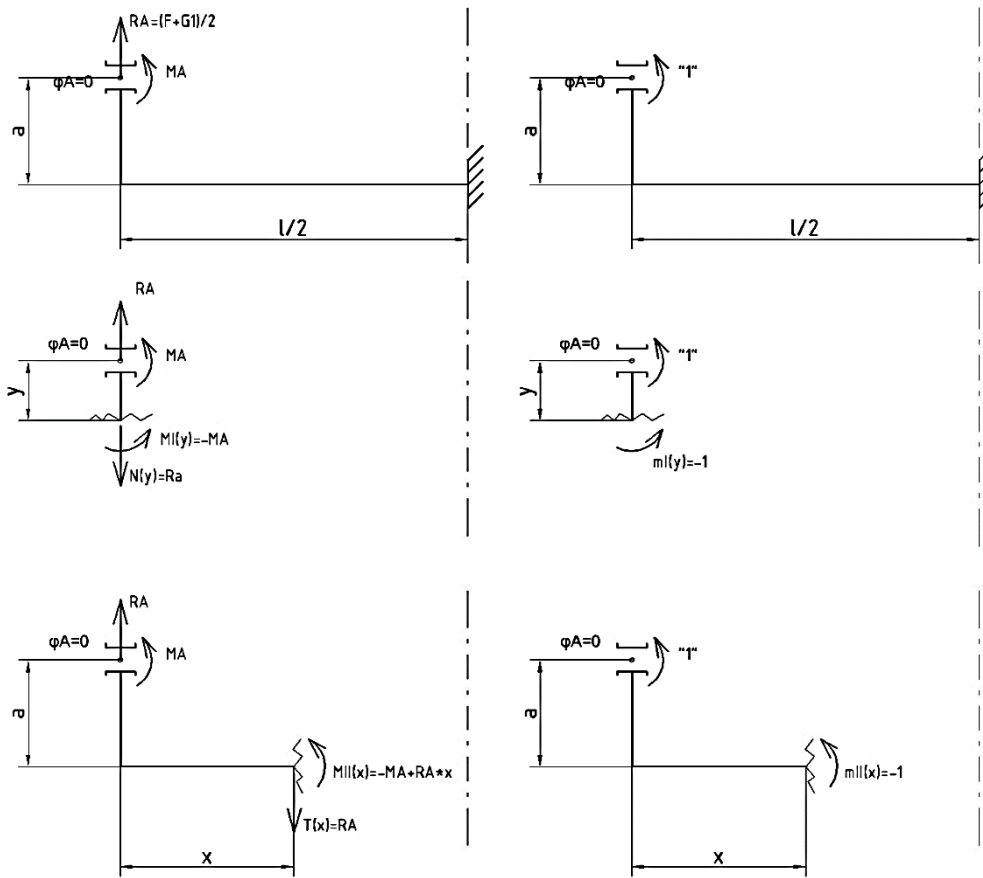 RA=(F+G1)/2
φA=0
MA
a
l/2
φA=0
"1"
a
l/2
RA
φA=0
MA
y
MI(y)=-MA
N(y)=Ra
φA=0
"1"
y
mI(y)=-1
RA
φA=0
MA
a
MII(x)=-MA+RA*x
T(x)=RA
x
φA=0
"1"
a
mII(x)=-1
x